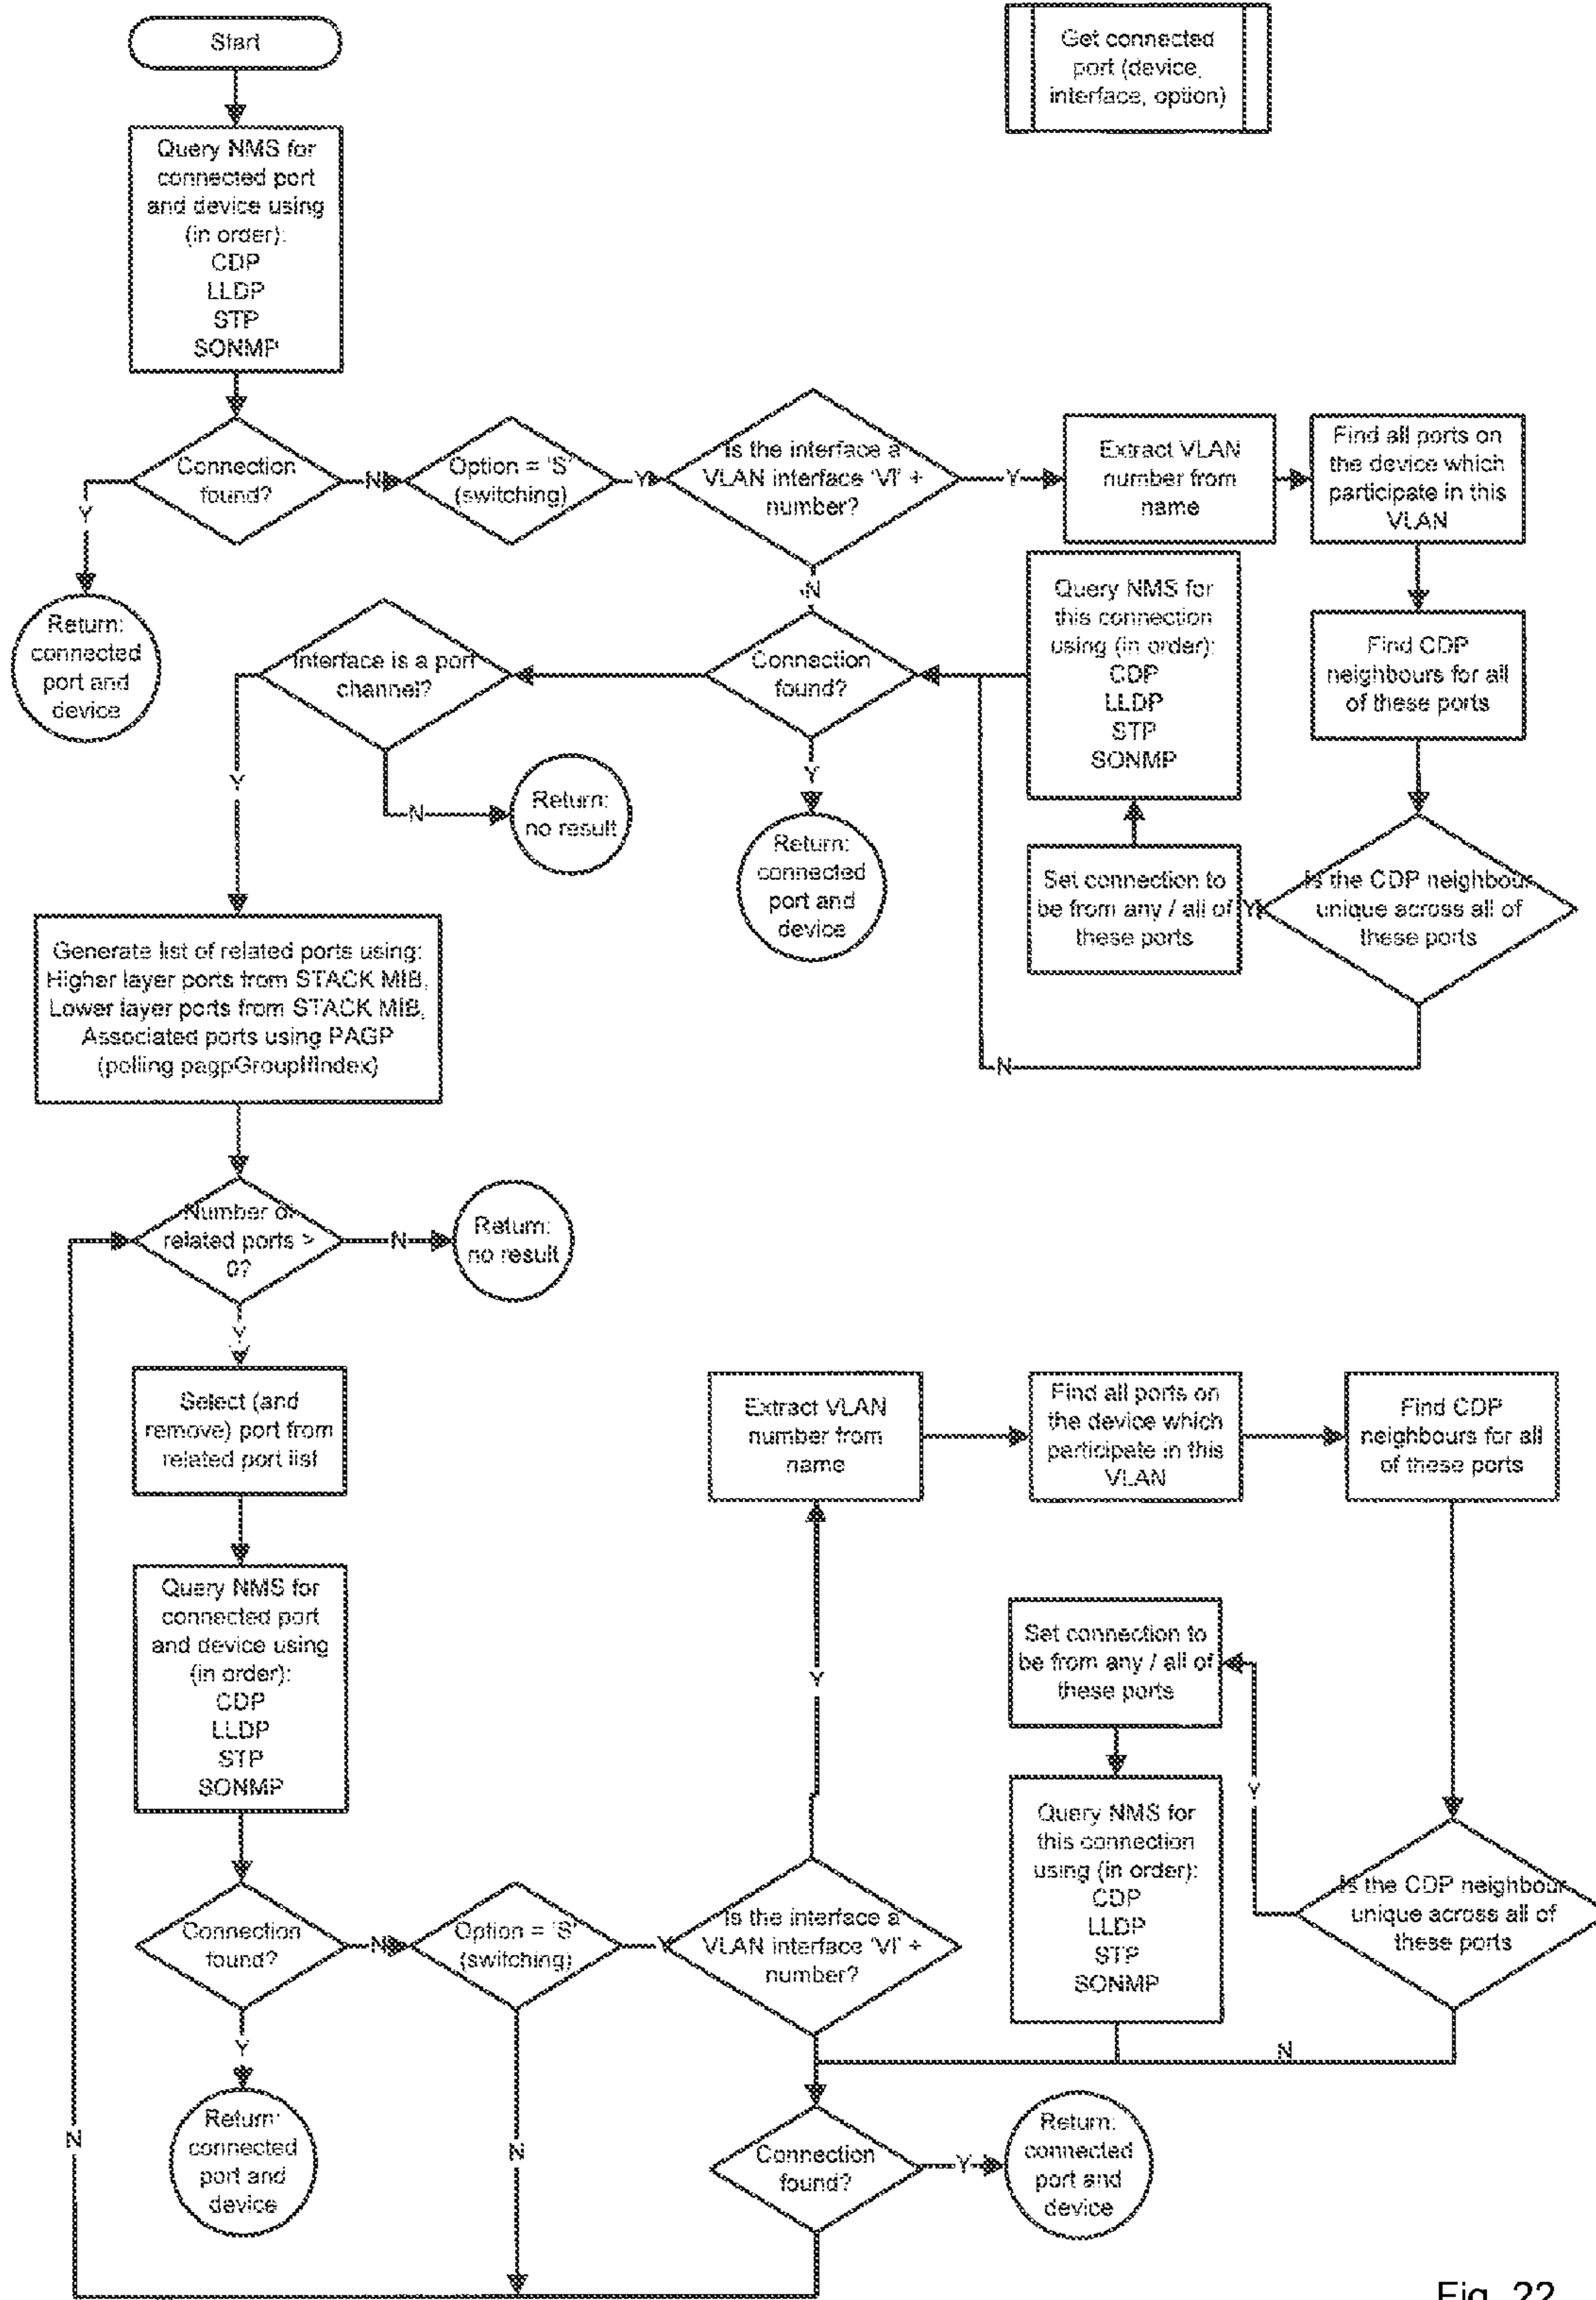 Start
Get connected
port (device,
interface, option)
Query NMS for
connected port
and device using
(in order):
CDP
LLDP
STP
SONMP
Connection
found?
N
Option = 'S'
(switching)
Y
Is the interface a
VLAN interface 'Vl' +
number?
Y
Extract VLAN
number from
name
Find all ports on
the device which
participate in this
VLAN
Y
Return:
connected
port and
device
N
Interface is a port
channel?
Connection
found?
Query NMS for
this connection
using (in order):
CDP
LLDP
STP
SONMP
Find CDP
neighbours for all
of these ports
Y
N
Return:
no result
Y
Return:
connected
port and
device
Set connection to
be from any / all of
these ports
Y
Is the CDP neighbour
unique across all of
these ports
N
Generate list of related ports using:
Higher layer ports from STACK MIB,
Lower layer ports from STACK MIB,
Associated ports using PAGP
(polling pagpGroupIfIndex)
Number of
related ports >
0?
N
Return:
no result
Y
Select (and
remove) port from
related port list
Extract VLAN
number from
name
Find all ports on
the device which
participate in this
VLAN
Find CDP
neighbours for all
of these ports
Query NMS for
connected port
and device using
(in order):
CDP
LLDP
STP
SONMP
Y
Set connection to
be from any / all of
these ports
Y
Query NMS for
this connection
using (in order):
CDP
LLDP
STP
SONMP
Is the CDP neighbour
unique across all of
these ports
Connection
found?
N
Option = 'S'
(switching)
Y
Is the interface a
VLAN interface 'Vl' +
number?
N
Y
Return:
connected
port and
device
N
N
Connection
found?
Y
Return:
connected
port and
device
Fig. 22